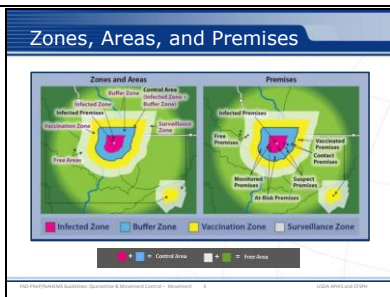 Zones, Areas, and Premises
Zones and Areas
Buffer Zone
Control Area
(Infected Zone +
Buffer Zone)
Infected Zone
Infected Premises
Vaccination Zone
Surveillance
Zone
Free Areas
Premises
Infected Premises
Free
Premises
Vaccinated
Premises
Contact
Premises
Monitored
Premises
Suspect
Premises
At-Risk Premises
Infected Zone
Buffer Zone
Vaccination Zone
Surveillance Zone
+ = Control Area
+ = Free Area
FAD-PReP/NAHEMS Guidelines: Quarantine & Movement Control – Movement
USDA APHIS and CFSPH